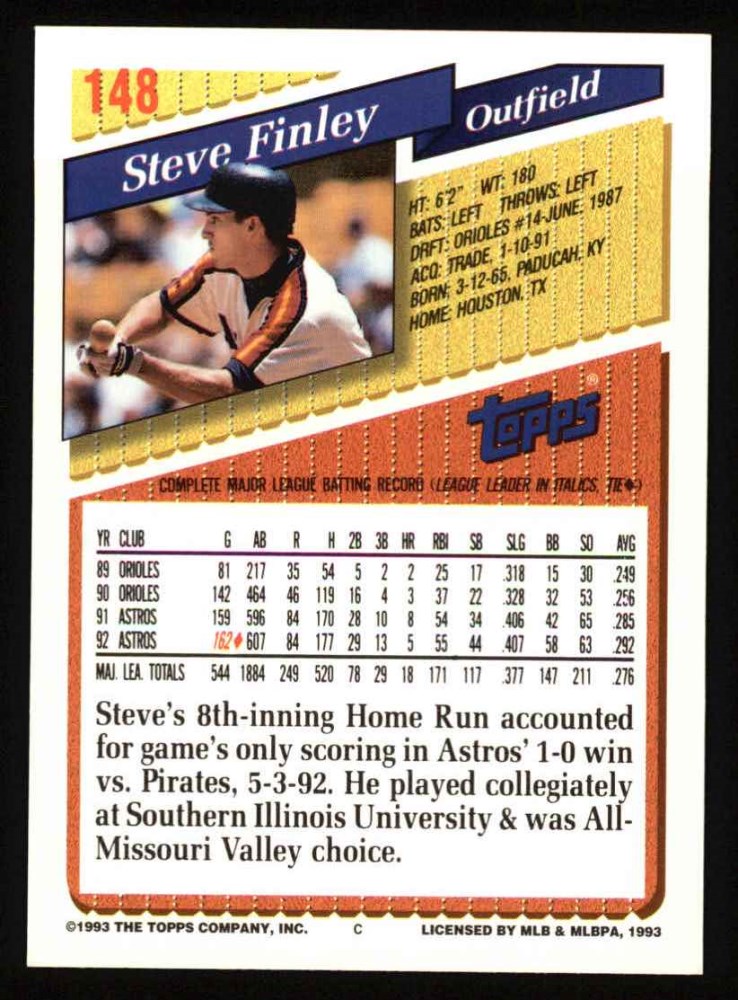 148
Steve Finley
Outfield
HT: 6'2" WT: 180
BATS: LEFT THROWS: LEFT
DRFT: ORIOLES #14-JUNE, 1987
ACQ: TRADE, 1-10-91
BORN: 3-12-65, PADUCAH, KY
HOME: HOUSTON, TX
TOPPS®
COMPLETE MAJOR LEAGUE BATTING RECORD (LEAGUE LEADER IN ITALICS, TIE♦)
YR CLUB G AB R H 2B 3B HR RBI SB SLG BB SO AVG
89 ORIOLES 81 217 35 54 5 2 2 25 17 .318 15 30 .249
90 ORIOLES 142 464 46 119 16 4 3 37 22 .328 32 53 .256
91 ASTROS 159 596 84 170 28 10 8 54 34 .406 42 65 .285
92 ASTROS 162♦ 607 84 177 29 13 5 55 44 .407 58 63 .292
MAJ. LEA. TOTALS 544 1884 249 520 78 29 18 171 117 .377 147 211 .276
Steve's 8th-inning Home Run accounted
for game's only scoring in Astros' 1-0 win
vs. Pirates, 5-3-92. He played collegiately
at Southern Illinois University & was All-
Missouri Valley choice.
©1993 THE TOPPS COMPANY, INC. C LICENSED BY MLB & MLBPA, 1993